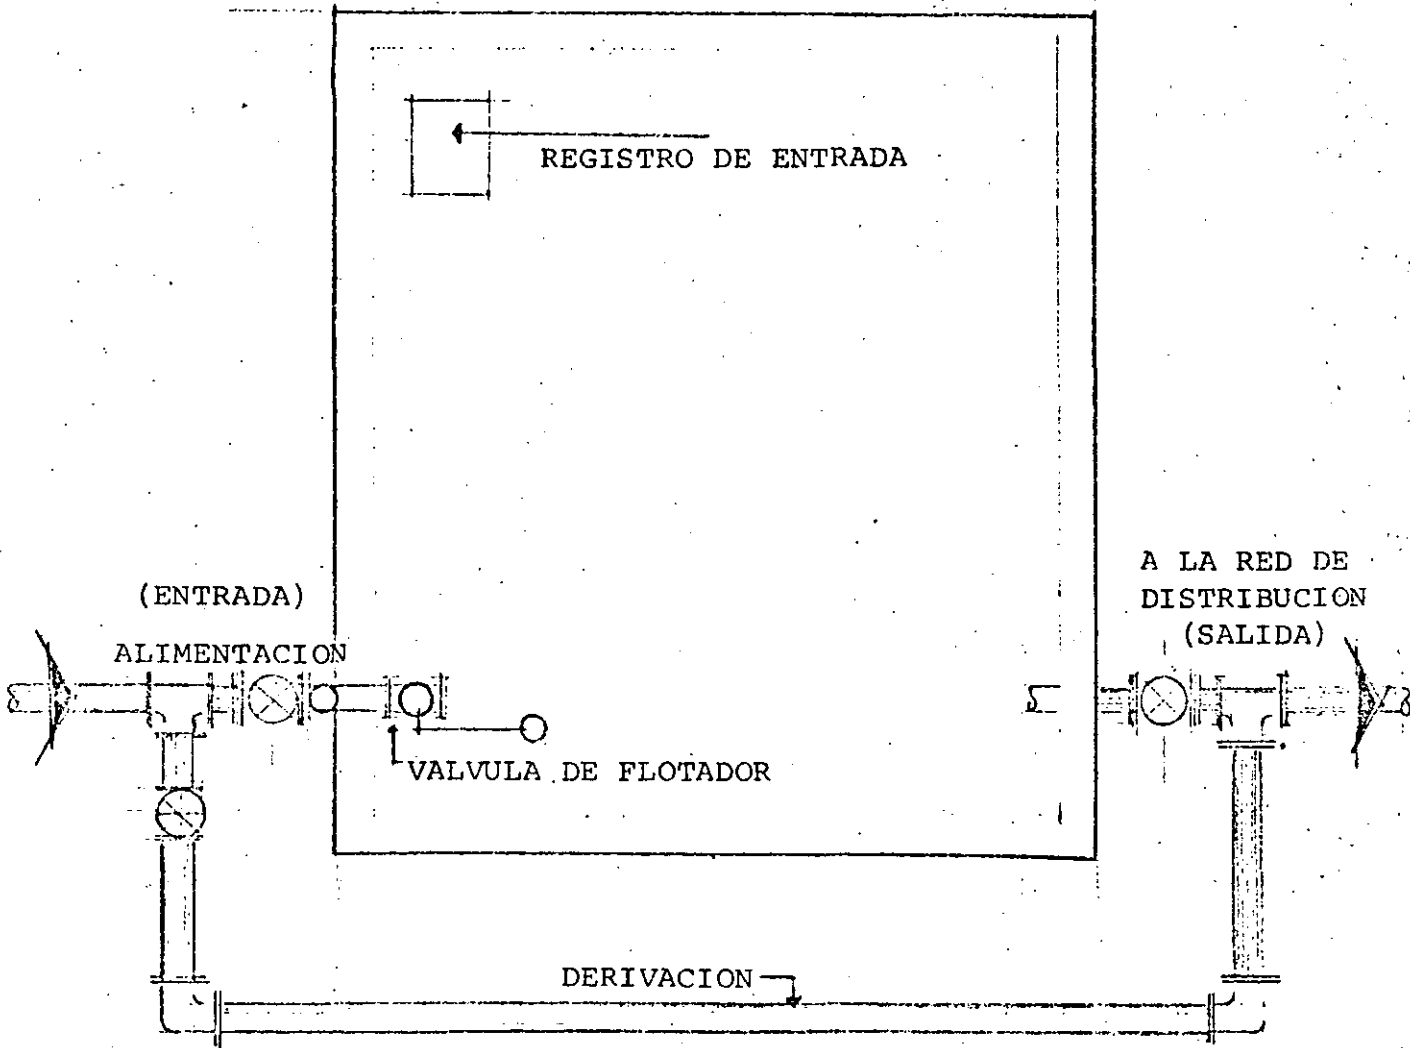 REGISTRO DE ENTRADA
A LA RED DE
DISTRIBUCION
(SALIDA)
(ENTRADA)
ALIMENTACION
VALVULA DE FLOTADOR
DERIVACION